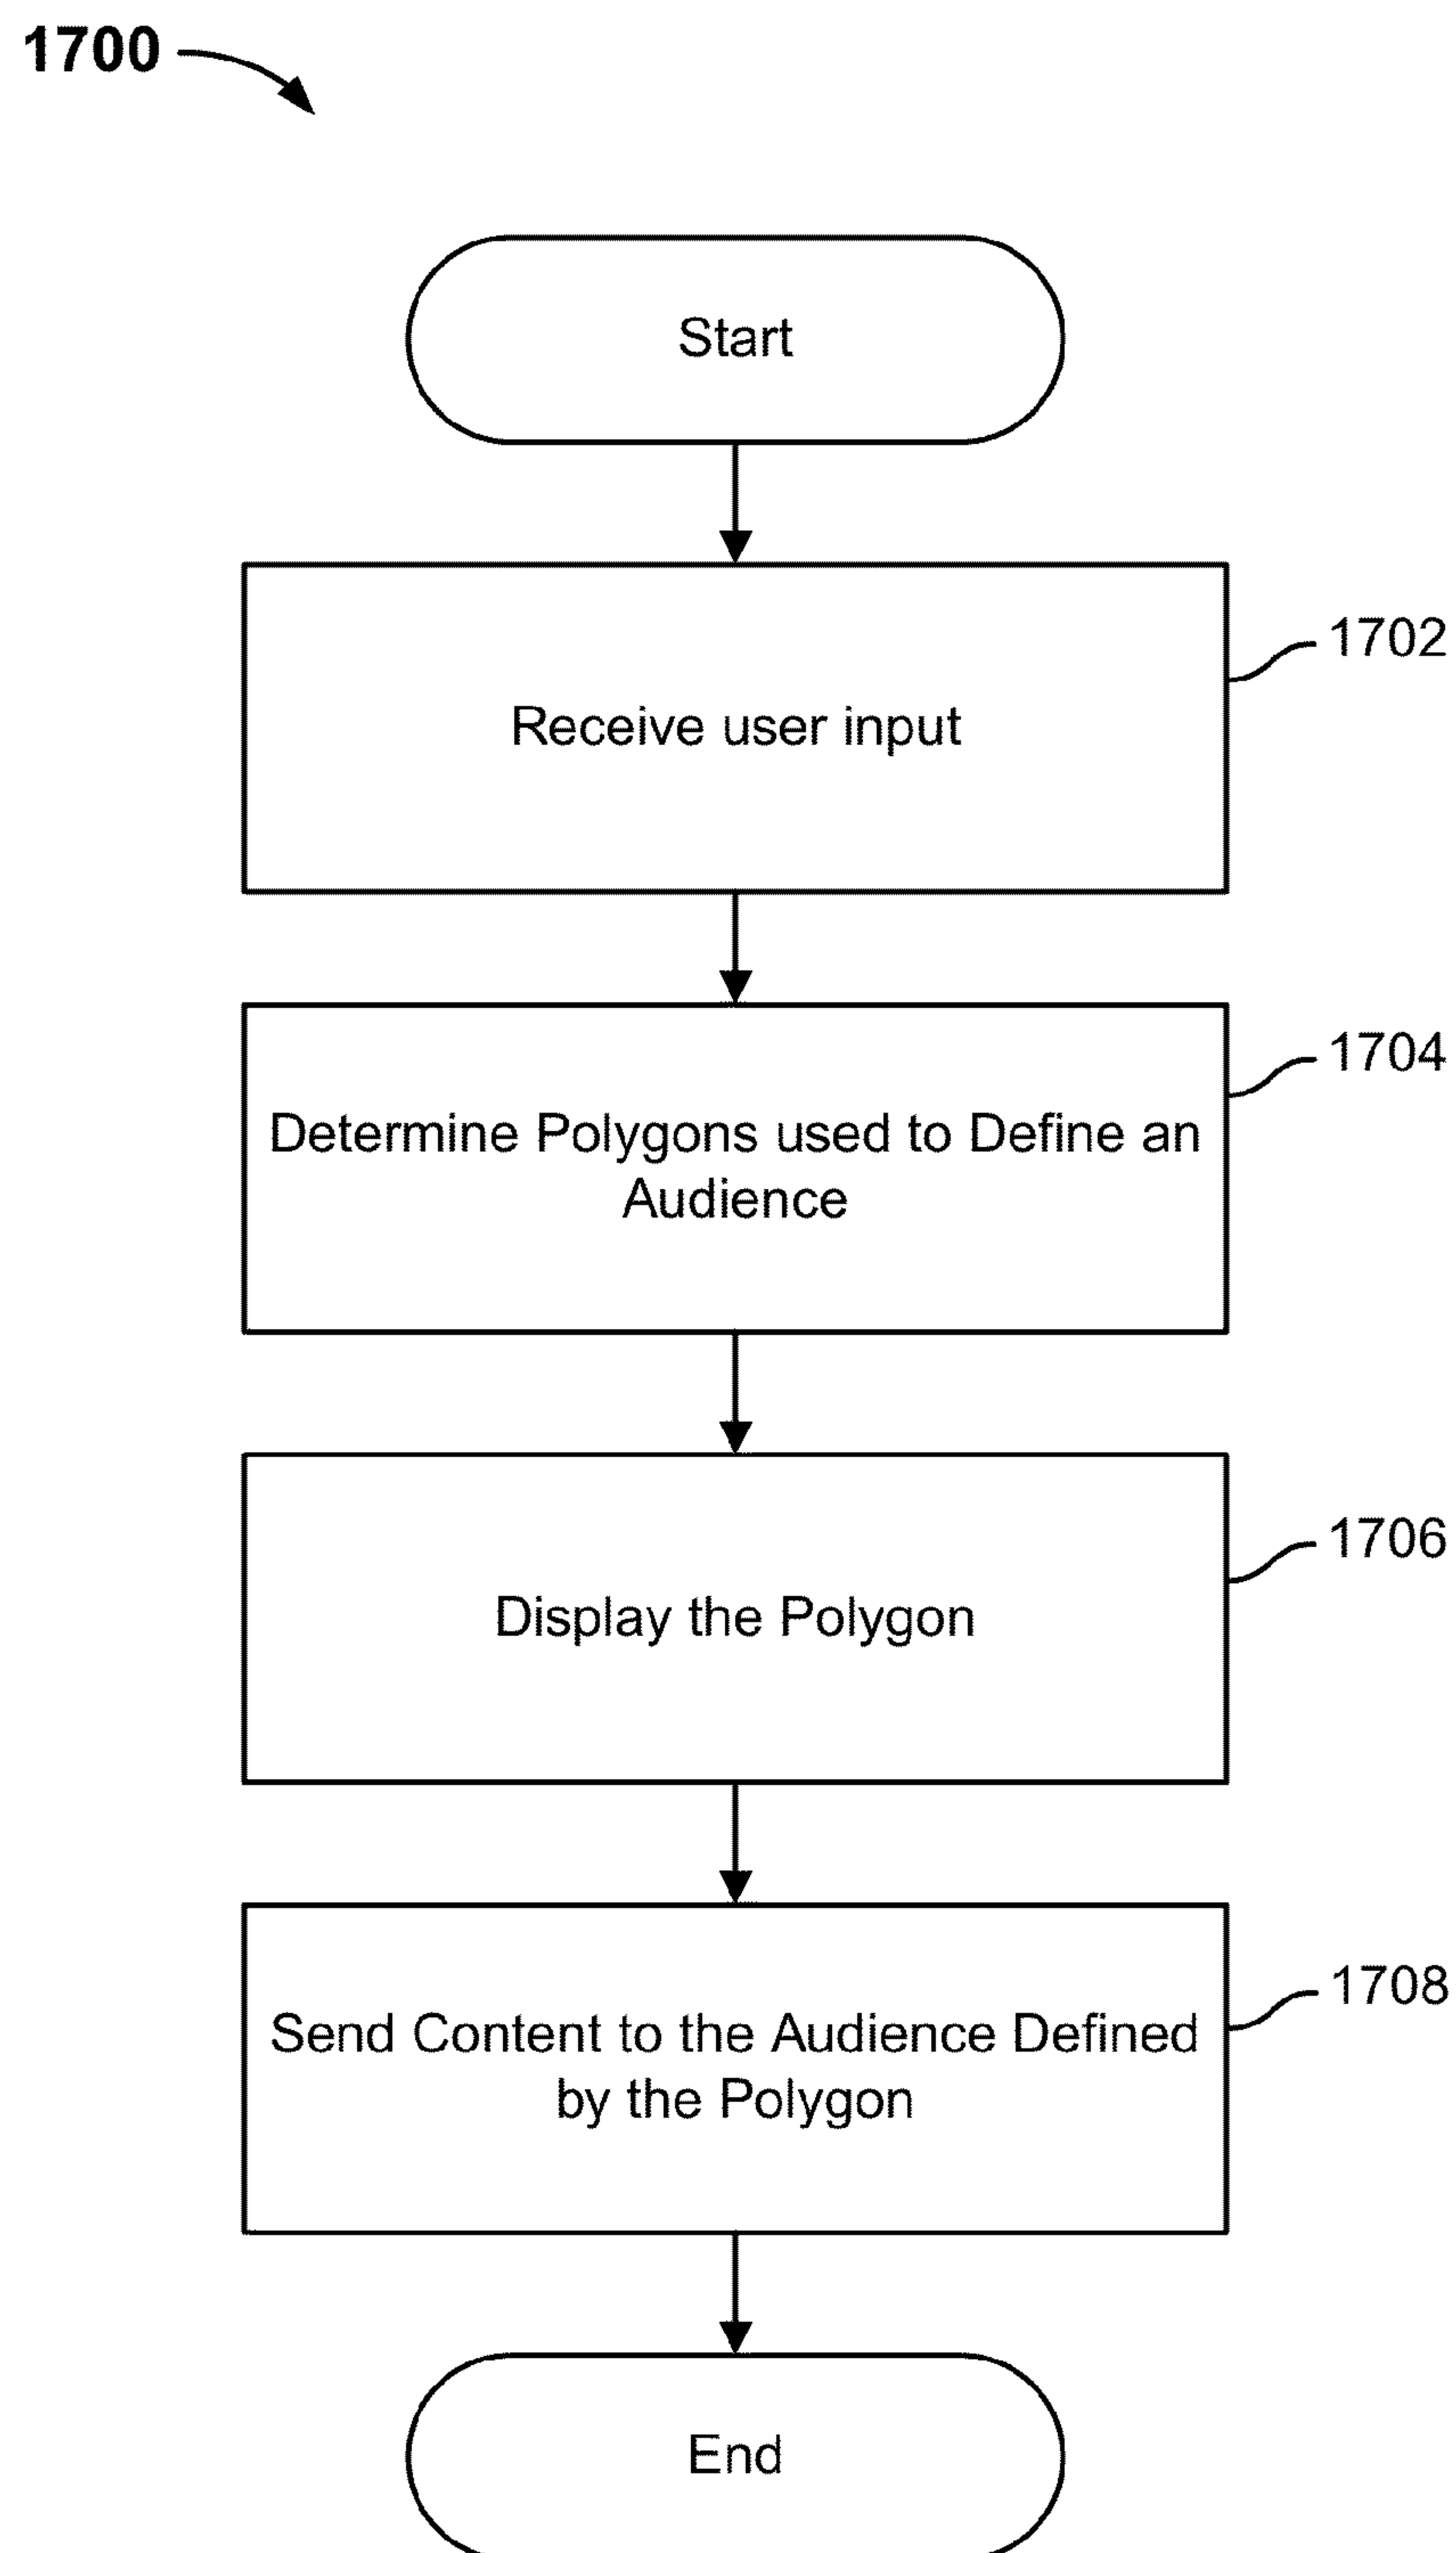 1700
Start
Receive user input
1702
Determine Polygons used to Define an
Audience
1704
Display the Polygon
1706
Send Content to the Audience Defined
by the Polygon
1708
End